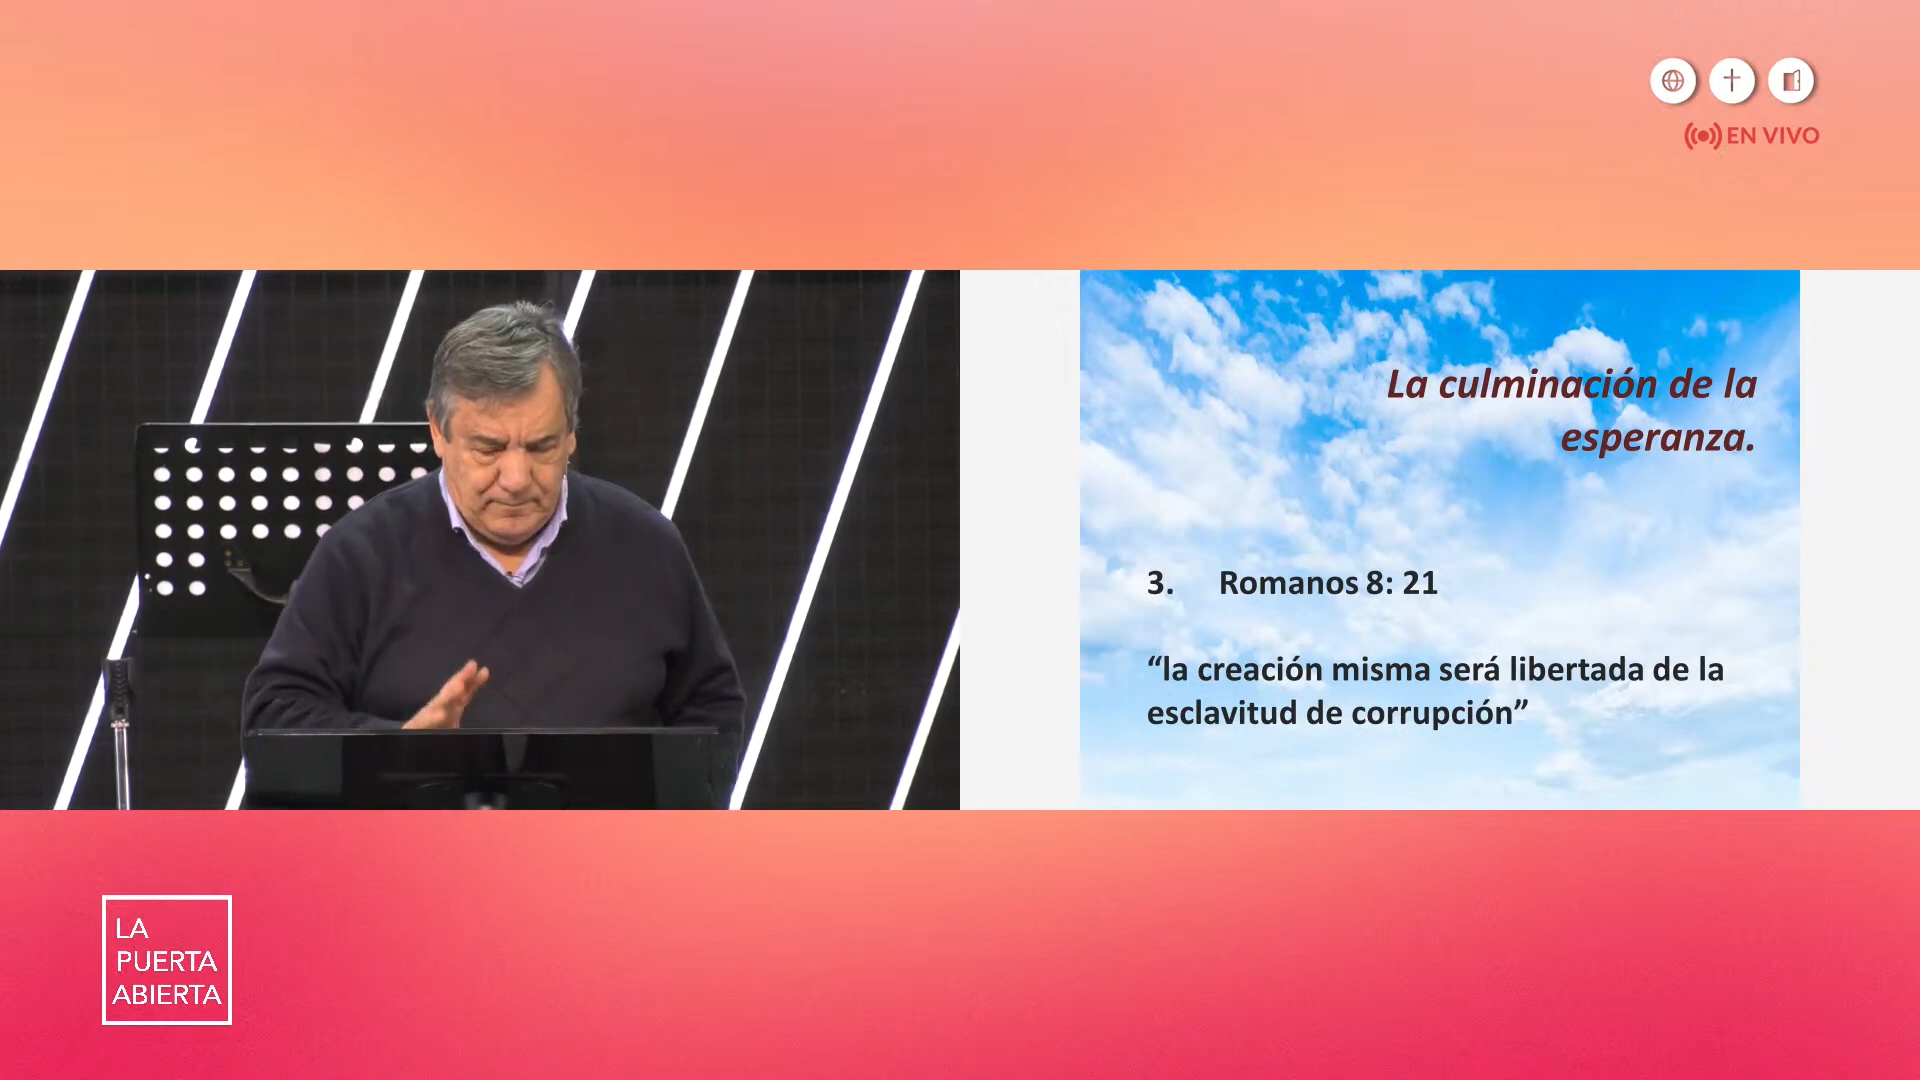 EN VIVO
La culminación de la
esperanza.
3. Romanos 8: 21
“la creación misma será libertada de la
esclavitud de corrupción”
LA
PUERTA
ABIERTA